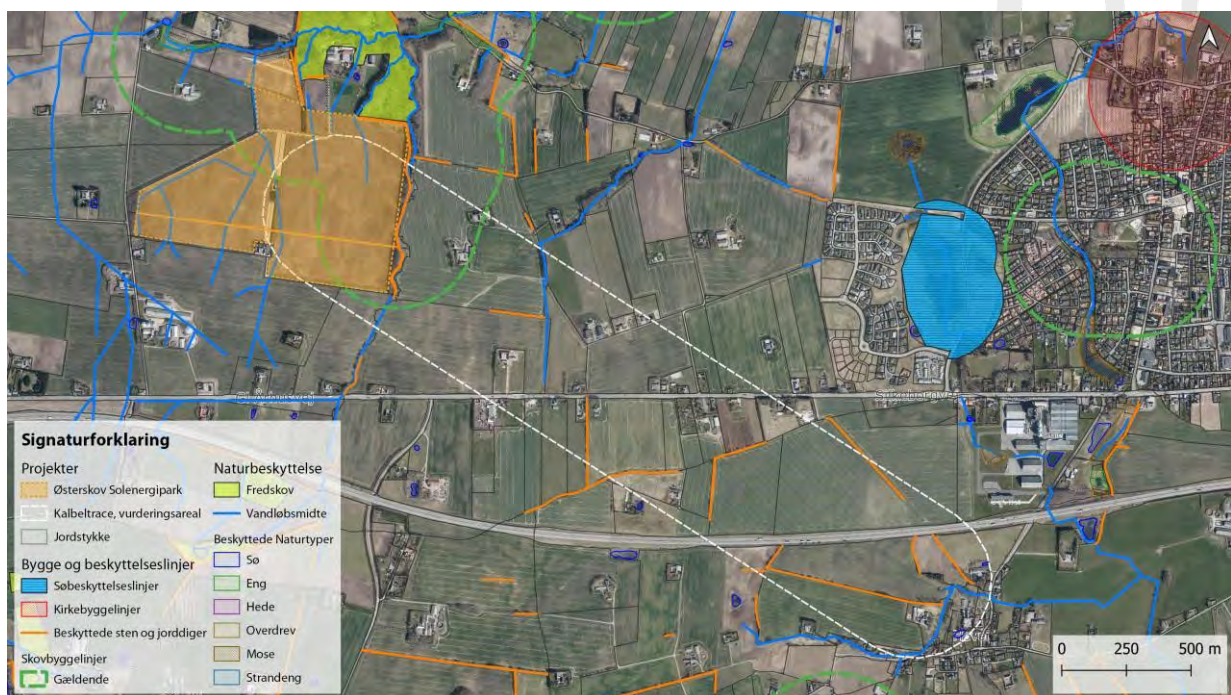 Signaturforklaring
Projekter
Østerskov Solenergipark
Kalbeltrace, vurderingsareal
Jordstykke
Bygge og beskyttelseslinjer
Søbeskyttelseslinjer
Kirkebyggelinjer
Beskyttede sten og jorddiger
Skovbyggelinjer
Gældende
Naturbeskyttelse
Fredskov
Vandløbsmidte
Beskyttede Naturtyper
Sø
Eng
Hede
Overdrev
Mose
Strandeng
0 250 500 m